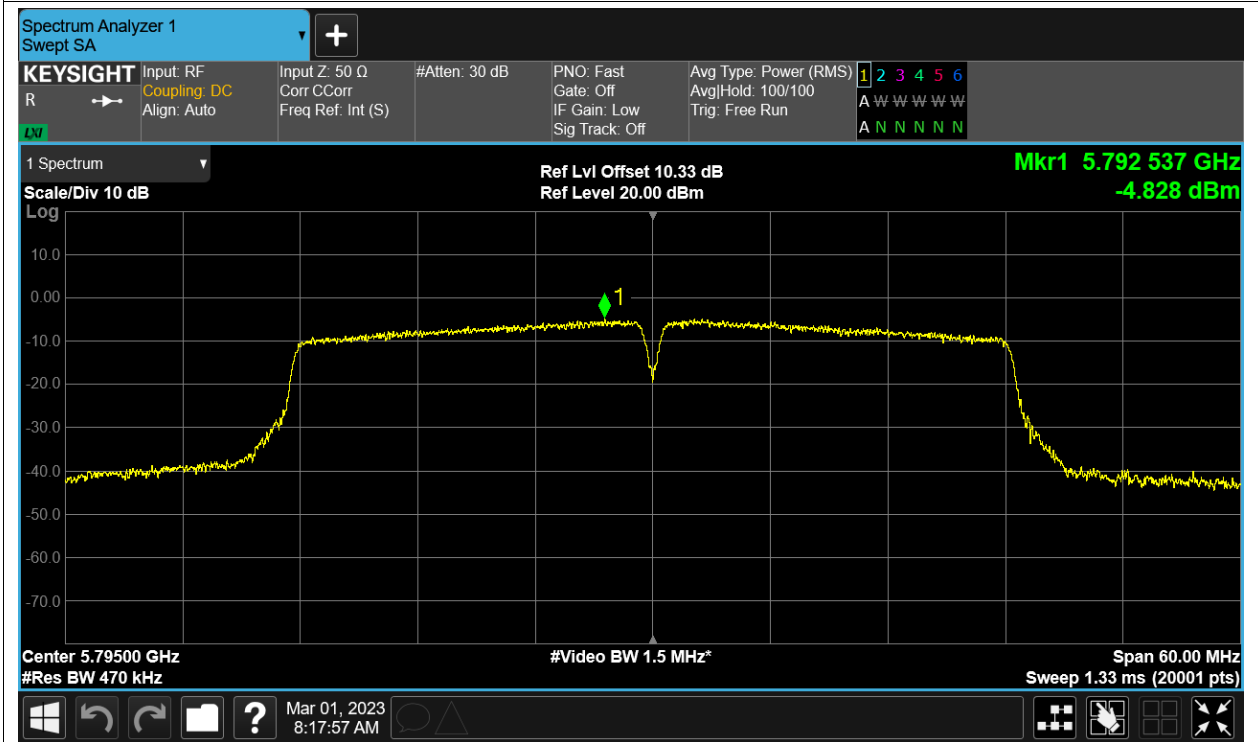 Spectrum Analyzer 1
Swept SA
KEYSIGHT
R
LXI
Input: RF
Coupling: DC
Align: Auto
Input Z: 50 Ω
Corr CCorr
Freq Ref: Int (S)
#Atten: 30 dB
PNO: Fast
Gate: Off
IF Gain: Low
Sig Track: Off
Avg Type: Power (RMS)
Avg|Hold: 100/100
Trig: Free Run
1 2 3 4 5 6
A W W W W W
A N N N N N
1 Spectrum
Scale/Div 10 dB
Ref Lvl Offset 10.33 dB
Ref Level 20.00 dBm
Mkr1 5.792 537 GHz
-4.828 dBm
Log
10.0
0.00
1
-10.0
-20.0
-30.0
-40.0
-50.0
-60.0
-70.0
Center 5.79500 GHz
#Res BW 470 kHz
#Video BW 1.5 MHz*
Span 60.00 MHz
Sweep 1.33 ms (20001 pts)
?
Mar 01, 2023
8:17:57 AM